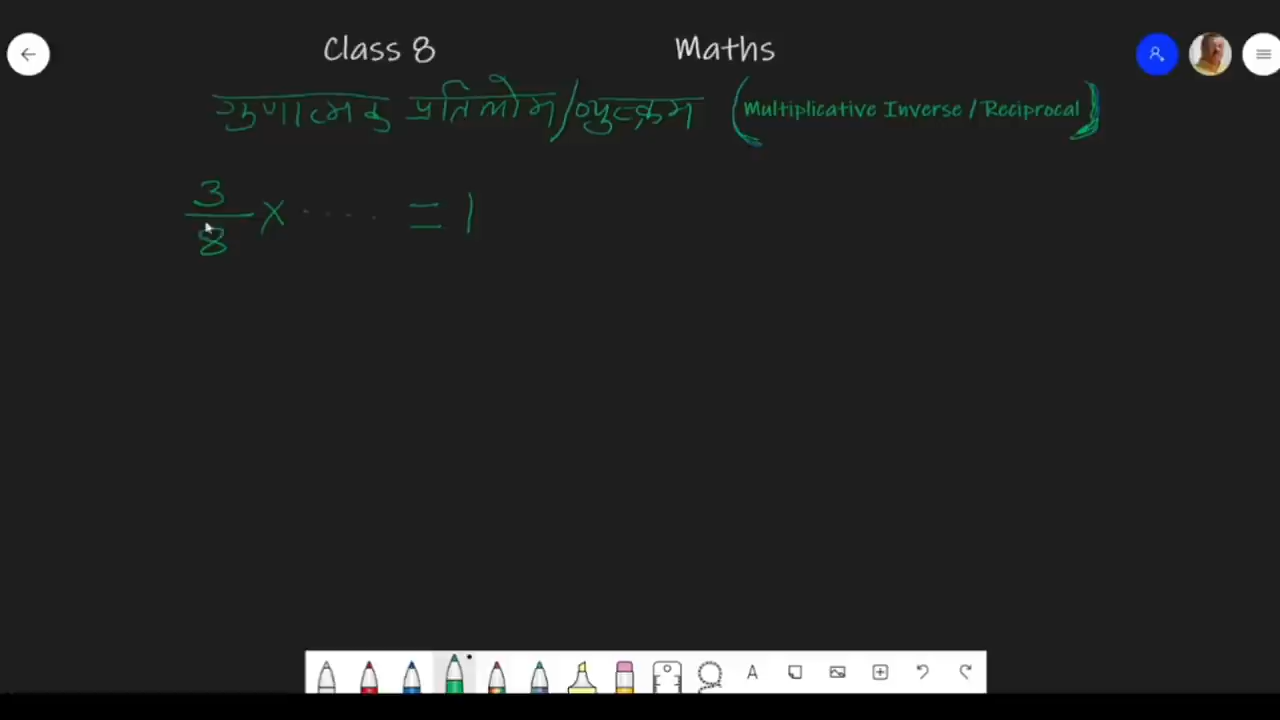 Class 8 Maths
गुणात्मक प्रतिलोम/व्युत्क्रम (Multiplicative Inverse / Reciprocal)
3/8 × ..... = 1
A